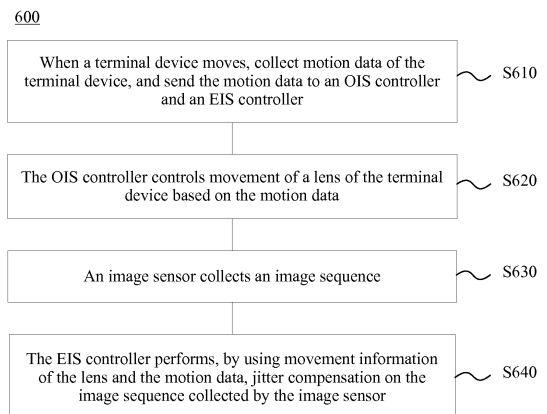 600
When a terminal device moves, collect motion data of the
terminal device, and send the motion data to an OIS controller
and an EIS controller
S610
The OIS controller controls movement of a lens of the terminal
device based on the motion data
S620
An image sensor collects an image sequence
S630
The EIS controller performs, by using movement information
of the lens and the motion data, jitter compensation on the
image sequence collected by the image sensor
S640